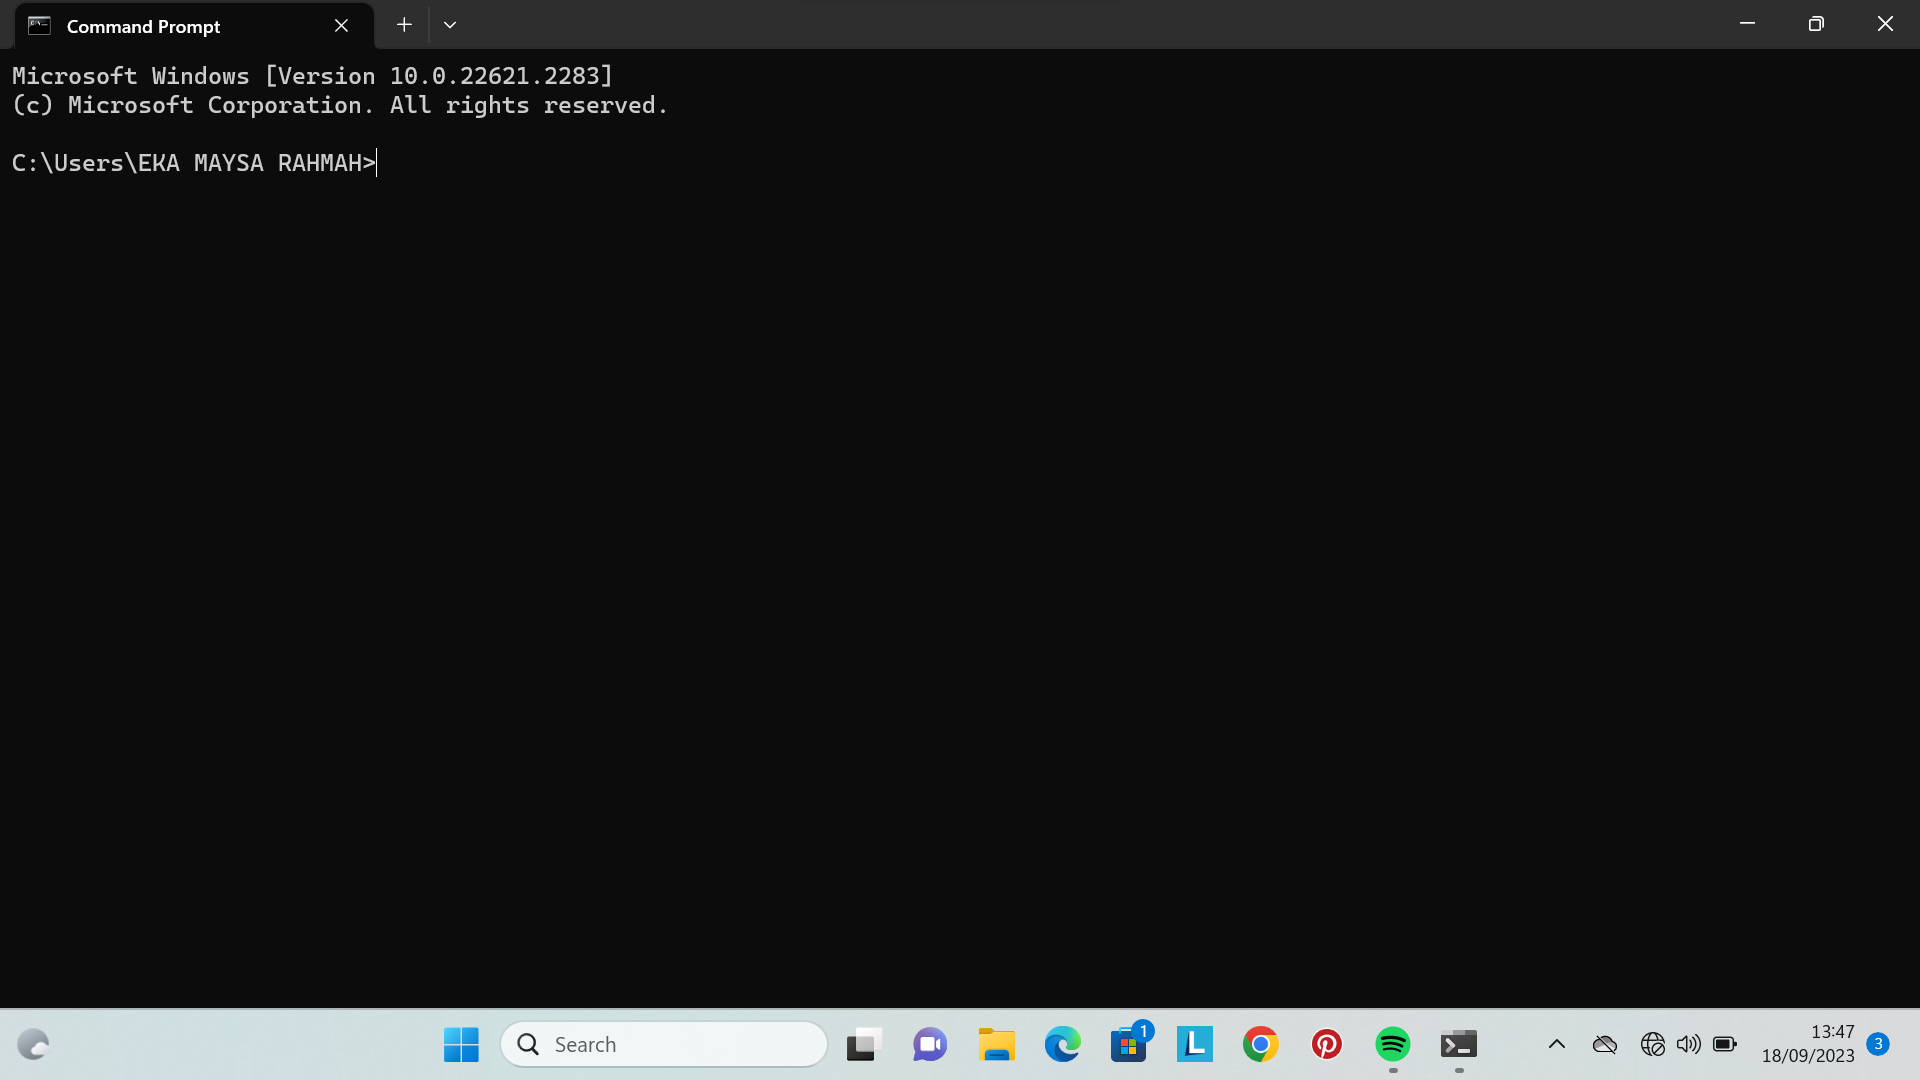 Command Prompt
Microsoft Windows [Version 10.0.22621.2283]
(c) Microsoft Corporation. All rights reserved.
C:\Users\EKA MAYSA RAHMAH>
Search
1
L
13:47
18/09/2023
3